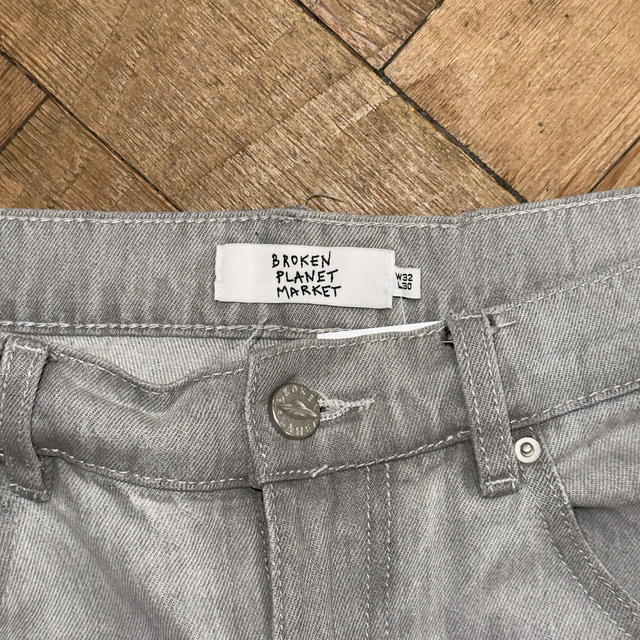 BROKEN
PLANET
MARKET
W32
L30